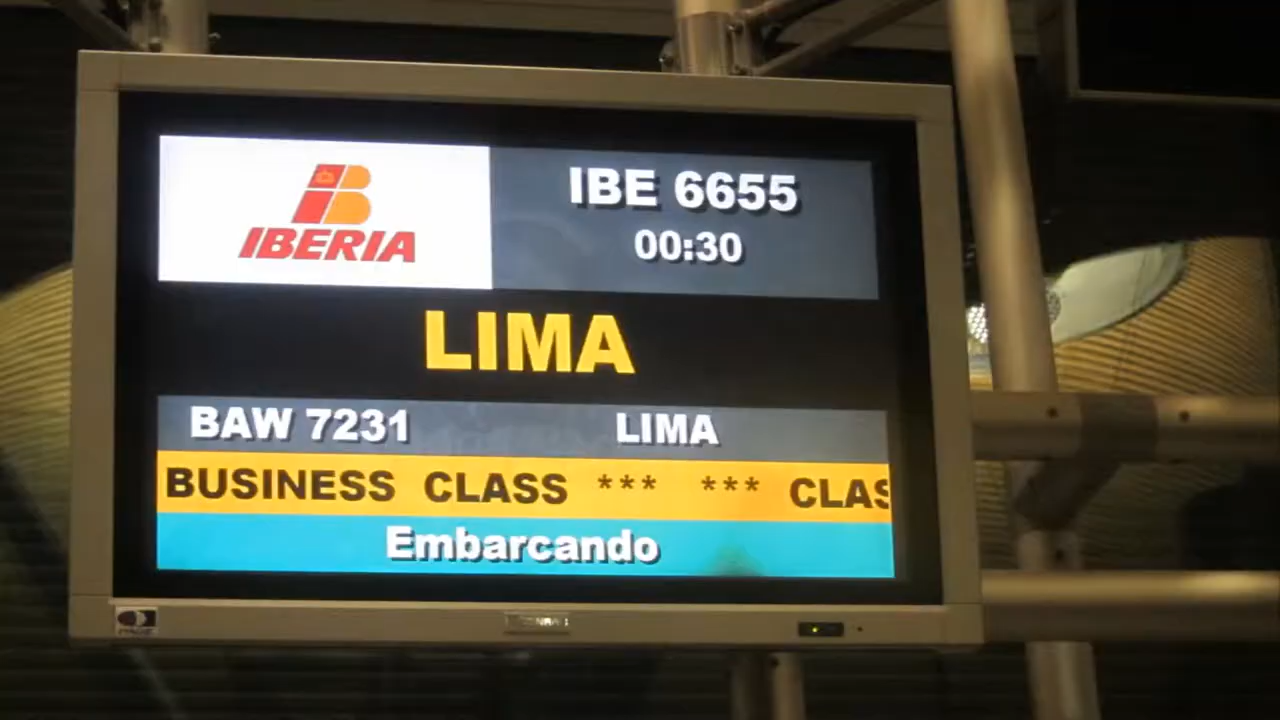 IBERIA
IBE 6655
00:30
LIMA
BAW 7231 LIMA
BUSINESS CLASS *** *** CLAS
Embarcando